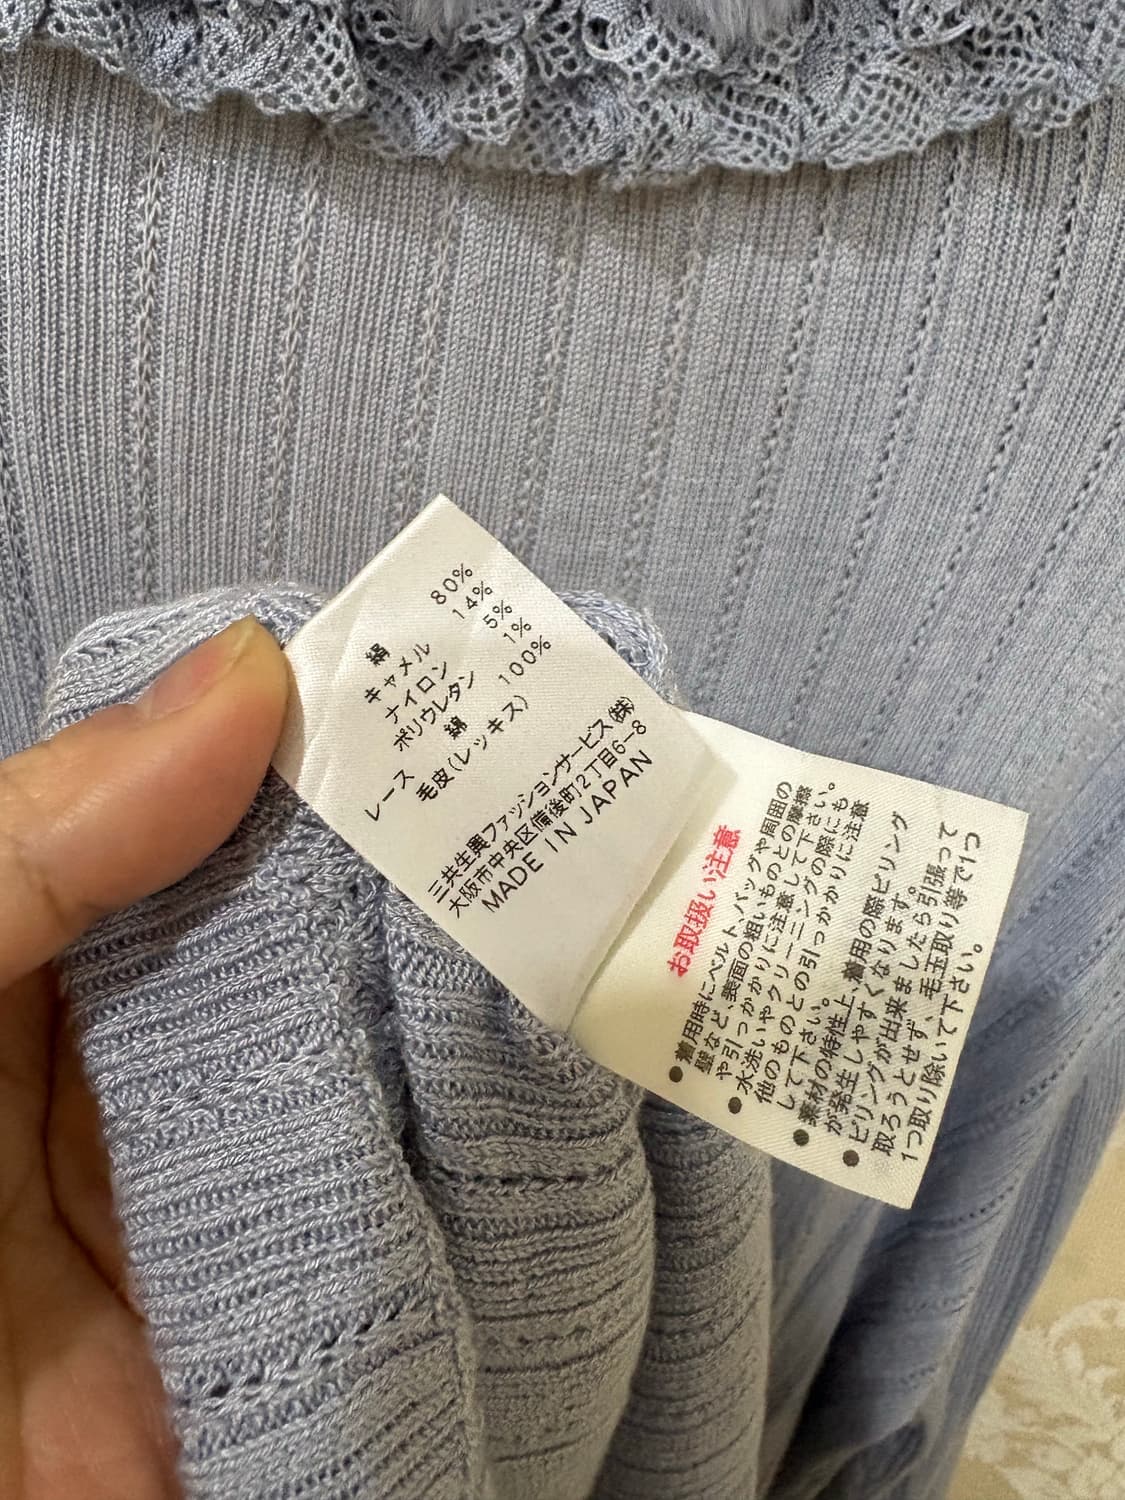 絹 80%
キャメル 14%
ナイロン 5%
ポリウレタン 1%
レース 綿 100%
毛皮(レッキス)
三共生興ファッションサービス(株)
大阪市中央区備後町2丁目6-8
MADE IN JAPAN
お取扱い注意
●着用時にベルト、バッグや周囲の
壁など、表面の粗いものとの摩擦
や引っかかりに注意して下さい。
●水洗いやクリーニングの際にも
他のものとの引っかかりに注意
して下さい。
●素材の特性上、着用の際ピリング
が発生しやすくなります。
●ピリングが出来ましたら引張って
取ろうとせず、毛玉取り等で1つ
1つ取り除いて下さい。